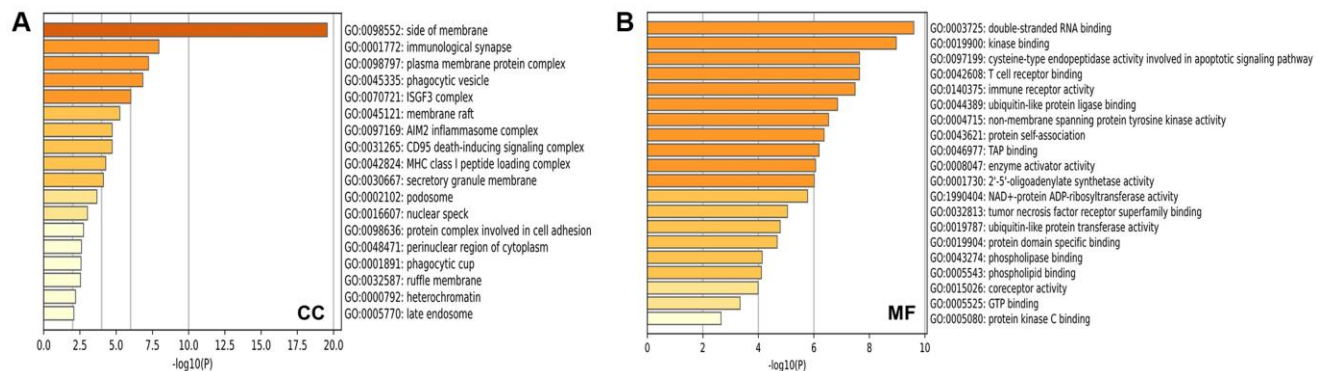 A
GO:0098552: side of membrane
GO:0001772: immunological synapse
GO:0098797: plasma membrane protein complex
GO:0045335: phagocytic vesicle
GO:0070721: ISGF3 complex
GO:0045121: membrane raft
GO:0097169: AIM2 inflammasome complex
GO:0031265: CD95 death-inducing signaling complex
GO:0042824: MHC class I peptide loading complex
GO:0030667: secretory granule membrane
GO:0002102: podosome
GO:0016607: nuclear speck
GO:0098636: protein complex involved in cell adhesion
GO:0048471: perinuclear region of cytoplasm
GO:0001891: phagocytic cup
GO:0032587: ruffle membrane
GO:0000792: heterochromatin
GO:0005770: late endosome
CC
0.0 2.5 5.0 7.5 10.0 12.5 15.0 17.5 20.0
-log10(P)
B
GO:0003725: double-stranded RNA binding
GO:0019900: kinase binding
GO:0097199: cysteine-type endopeptidase activity involved in apoptotic signaling pathway
GO:0042608: T cell receptor binding
GO:0140375: immune receptor activity
GO:0044389: ubiquitin-like protein ligase binding
GO:0004715: non-membrane spanning protein tyrosine kinase activity
GO:0043621: protein self-association
GO:0046977: TAP binding
GO:0008047: enzyme activator activity
GO:0001730: 2'-5'-oligoadenylate synthetase activity
GO:1990404: NAD+-protein ADP-ribosyltransferase activity
GO:0032813: tumor necrosis factor receptor superfamily binding
GO:0019787: ubiquitin-like protein transferase activity
GO:0019904: protein domain specific binding
GO:0043274: phospholipase binding
GO:0005543: phospholipid binding
GO:0015026: coreceptor activity
GO:0005525: GTP binding
GO:0005080: protein kinase C binding
MF
0 2 4 6 8 10
-log10(P)